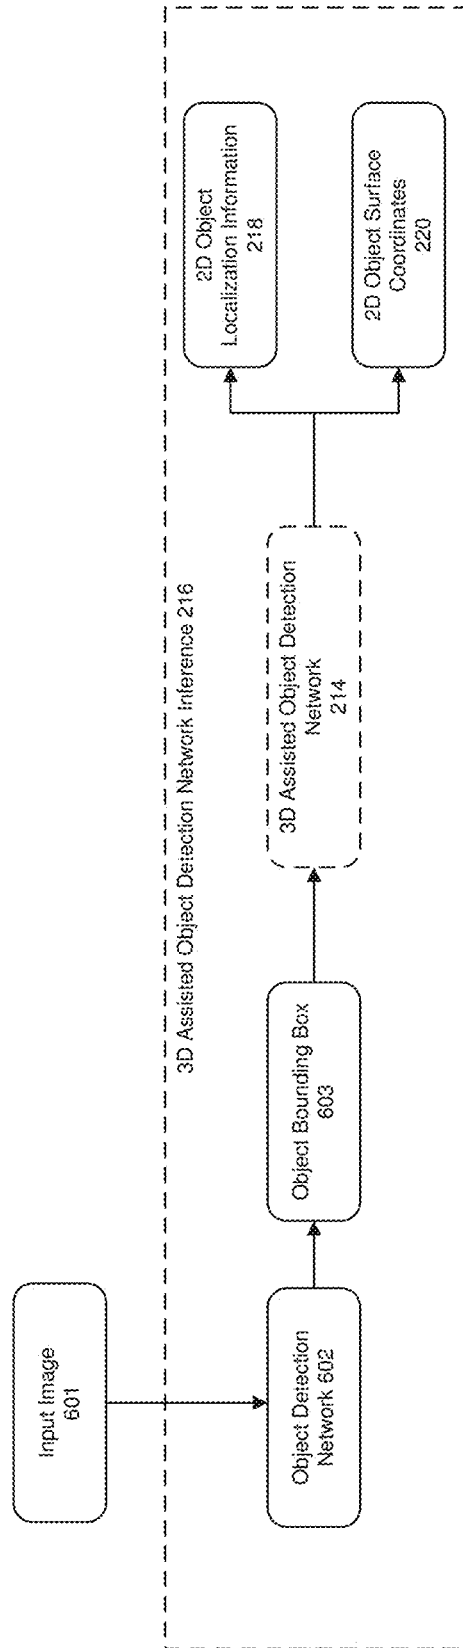 Input Image
601
3D Assisted Object Detection Network Inference 216
Object Detection
Network 602
Object Bounding Box
603
3D Assisted Object Detection
Network
214
2D Object
Localization Information
218
2D Object Surface
Coordinates
220